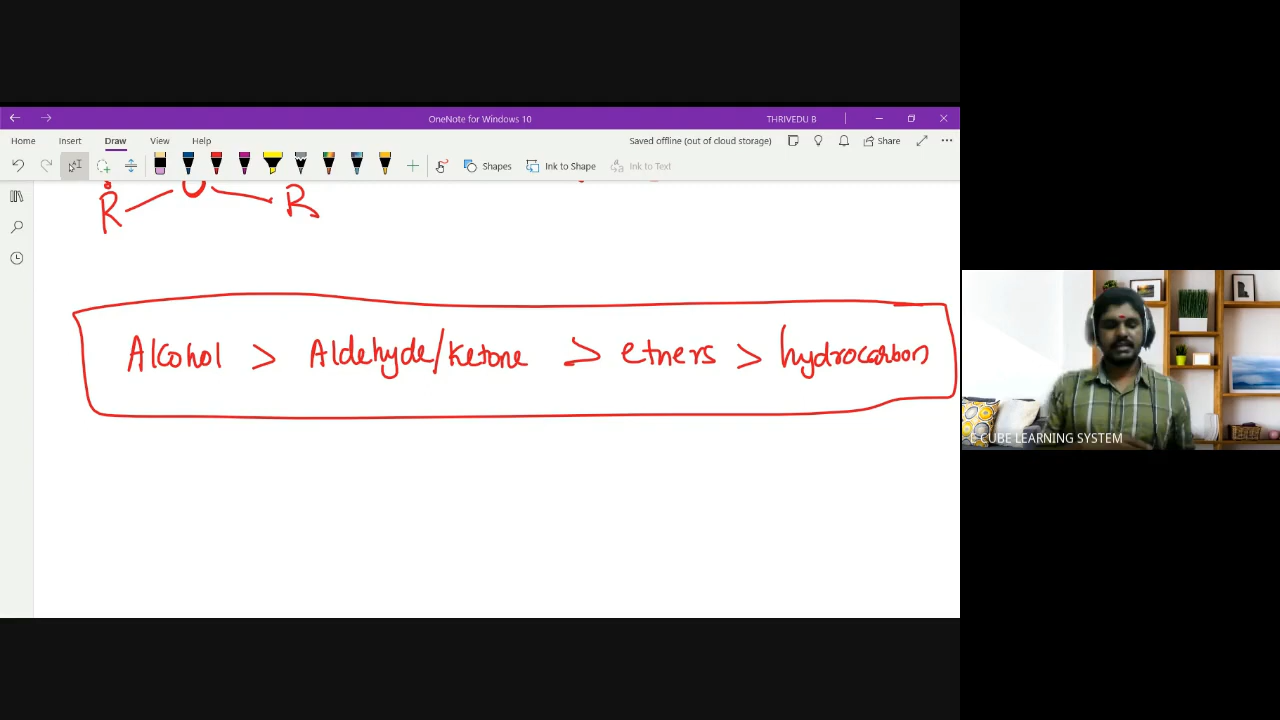 OneNote for Windows 10
THRIVEDU B
Home Insert Draw View Help
Saved offline (out of cloud storage)
Share
Shapes Ink to Shape Ink to Text
R O R
Alcohol > Aldehyde/ketone > ethers > hydrocarbon
E CUBE LEARNING SYSTEM